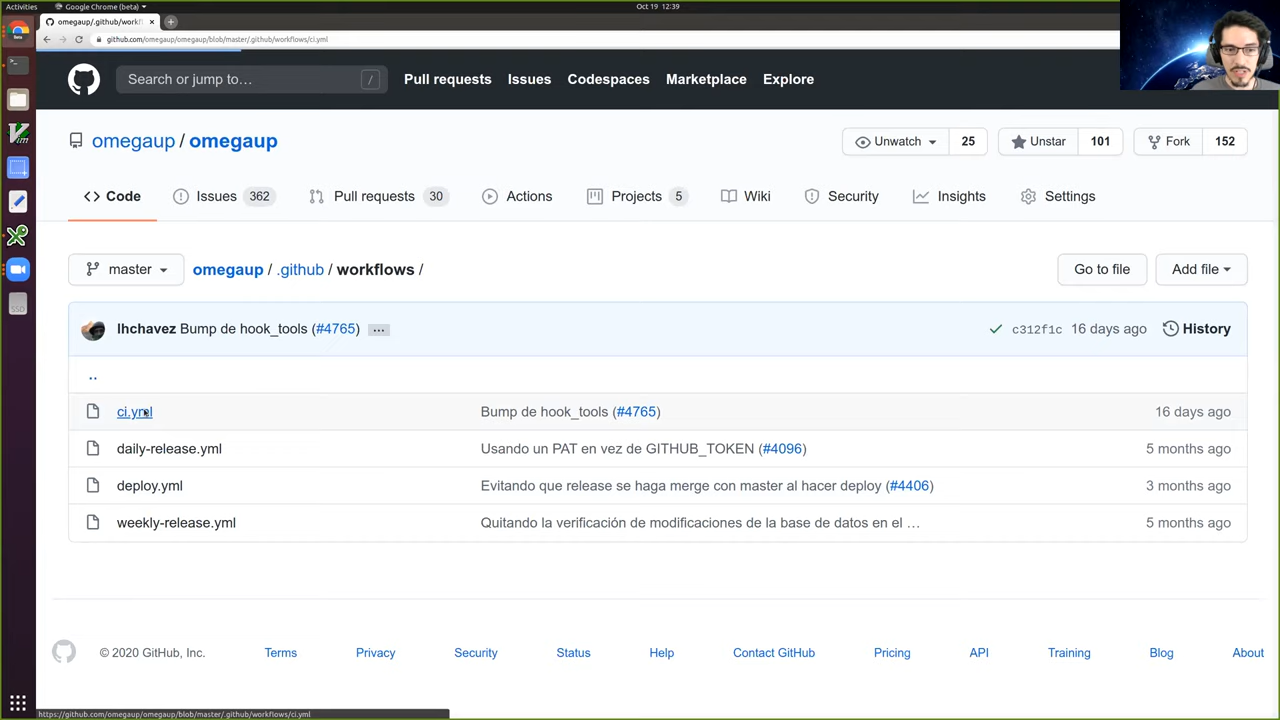 Activities
Google Chrome (beta)
Oct 19 12:39
omegaup/.github/workfl
github.com/omegaup/omegaup/blob/master/.github/workflows/ci.yml
Search or jump to…
/
Pull requests
Issues
Codespaces
Marketplace
Explore
omegaup / omegaup
Unwatch
25
Unstar
101
Fork
152
Code
Issues
362
Pull requests
30
Actions
Projects
5
Wiki
Security
Insights
Settings
master
omegaup / .github / workflows /
Go to file
Add file
lhchavez Bump de hook_tools (#4765)
…
c312f1c 16 days ago
History
..
ci.yml
Bump de hook_tools (#4765)
16 days ago
daily-release.yml
Usando un PAT en vez de GITHUB_TOKEN (#4096)
5 months ago
deploy.yml
Evitando que release se haga merge con master al hacer deploy (#4406)
3 months ago
weekly-release.yml
Quitando la verificación de modificaciones de la base de datos en el …
5 months ago
© 2020 GitHub, Inc.
Terms
Privacy
Security
Status
Help
Contact GitHub
Pricing
API
Training
Blog
About
https://github.com/omegaup/omegaup/blob/master/.github/workflows/ci.yml